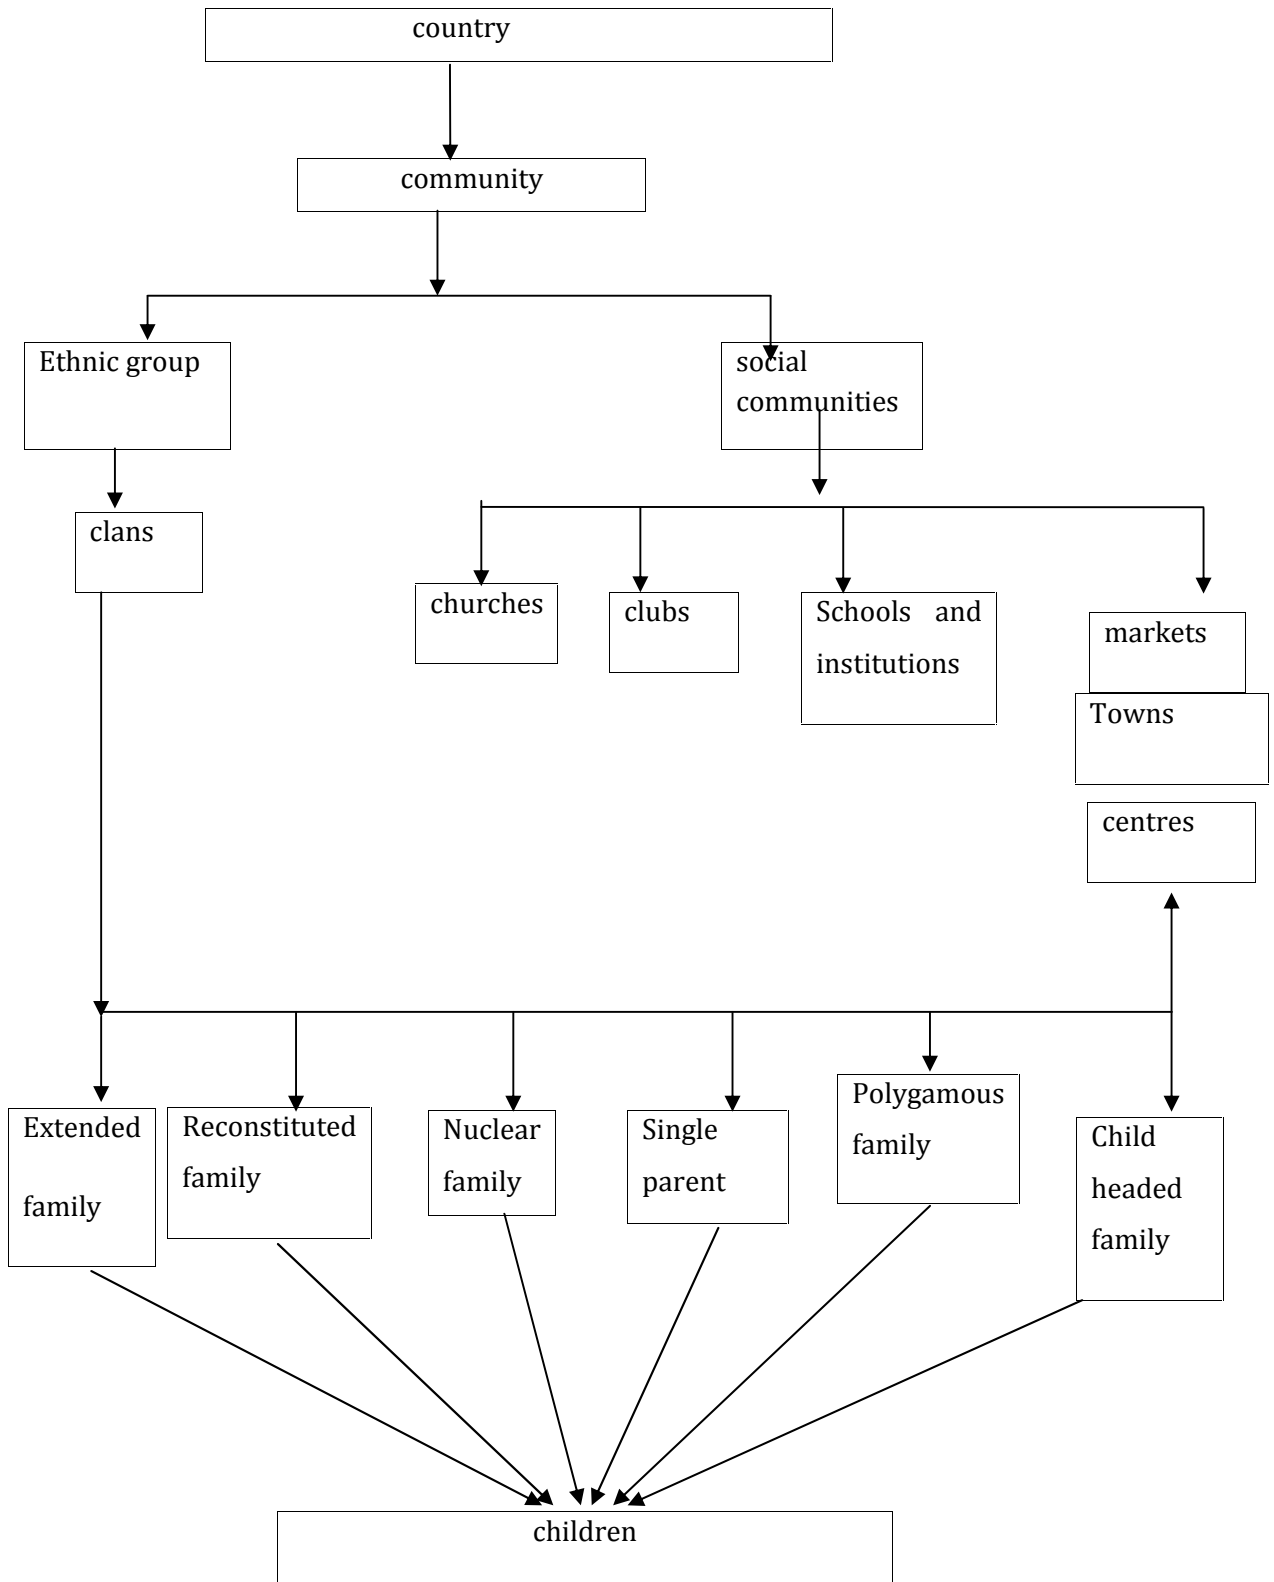 country
community
Ethnic group
social
communities
clans
churches
clubs
Schools and
institutions
markets
Towns
centres
Extended
family
Reconstituted
family
Nuclear
family
Single
parent
Polygamous
family
Child
headed
family
children